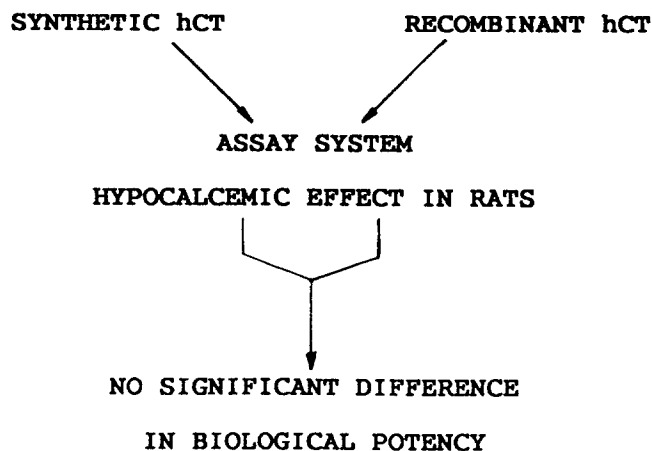 SYNTHETIC hCT
RECOMBINANT hCT
ASSAY SYSTEM
HYPOCALCEMIC EFFECT IN RATS
NO SIGNIFICANT DIFFERENCE
IN BIOLOGICAL POTENCY